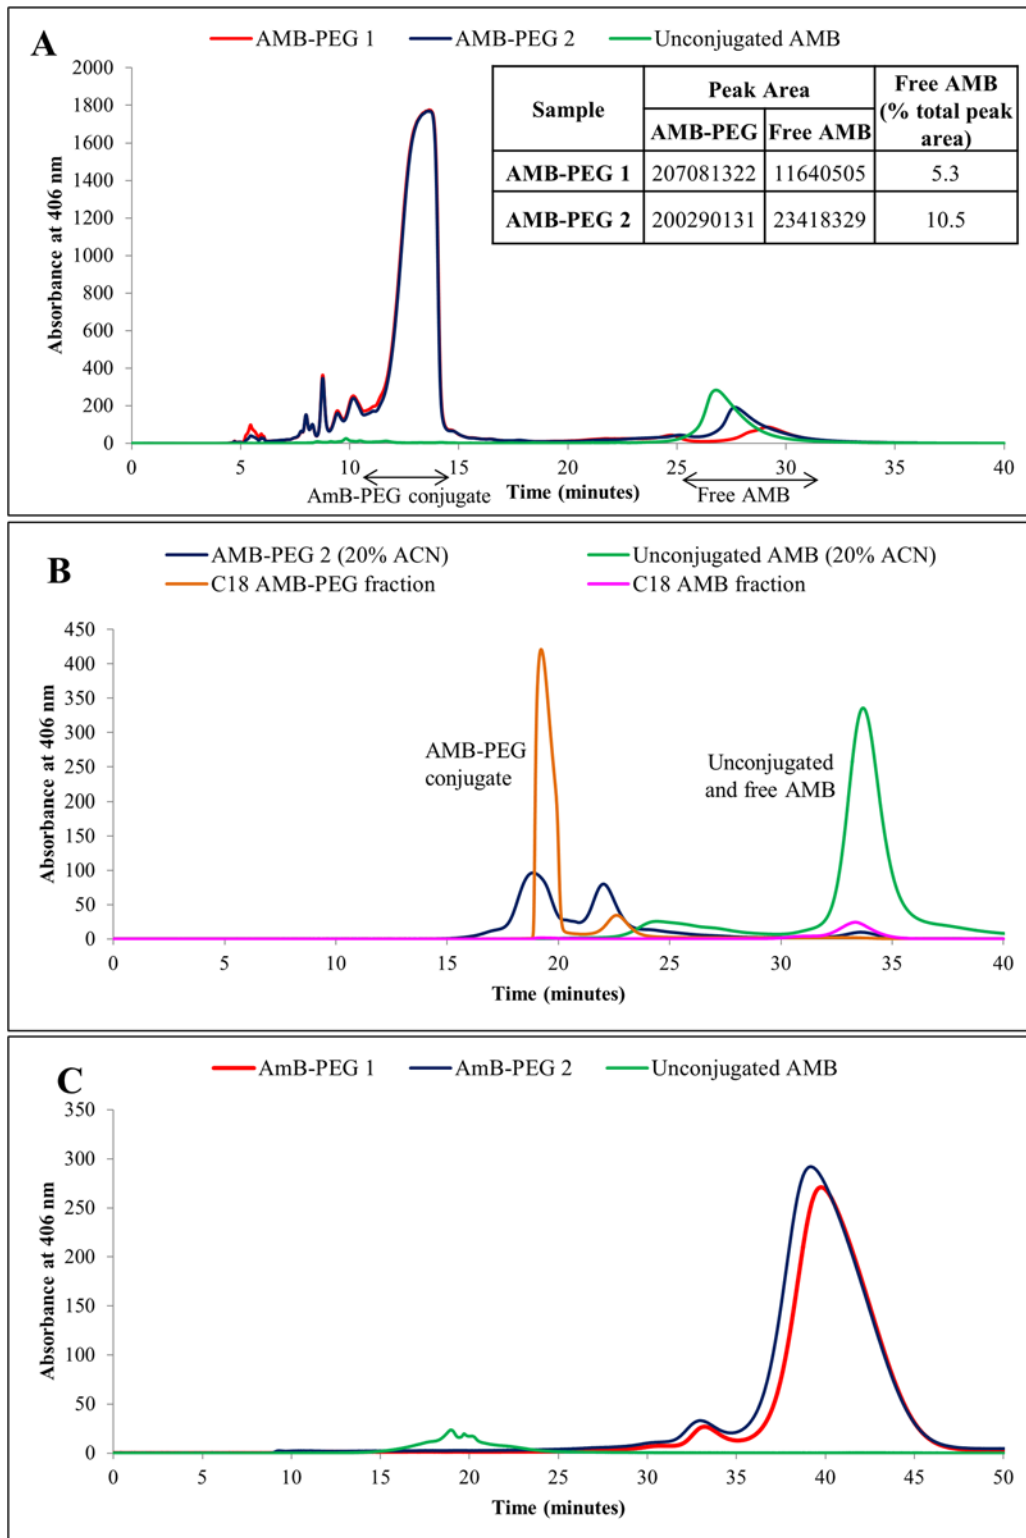 A
AMB-PEG 1 AMB-PEG 2 Unconjugated AMB
2000
1800
1600
1400
1200
1000
800
600
400
200
0
Absorbance at 406 nm
Sample Peak Area Free AMB (% total peak area)
AMB-PEG Free AMB
AMB-PEG 1 207081322 11640505 5.3
AMB-PEG 2 200290131 23418329 10.5
0 5 10 15 20 25 30 35 40
AmB-PEG conjugate Time (minutes) Free AMB
B
AMB-PEG 2 (20% ACN) Unconjugated AMB (20% ACN)
C18 AMB-PEG fraction C18 AMB fraction
450
400
350
300
250
200
150
100
50
0
Absorbance at 406 nm
AMB-PEG
conjugate
Unconjugated
and free AMB
0 5 10 15 20 25 30 35 40
Time (minutes)
C
AmB-PEG 1 AmB-PEG 2 Unconjugated AMB
350
300
250
200
150
100
50
0
Absorbance at 406 nm
0 5 10 15 20 25 30 35 40 45 50
Time (minutes)